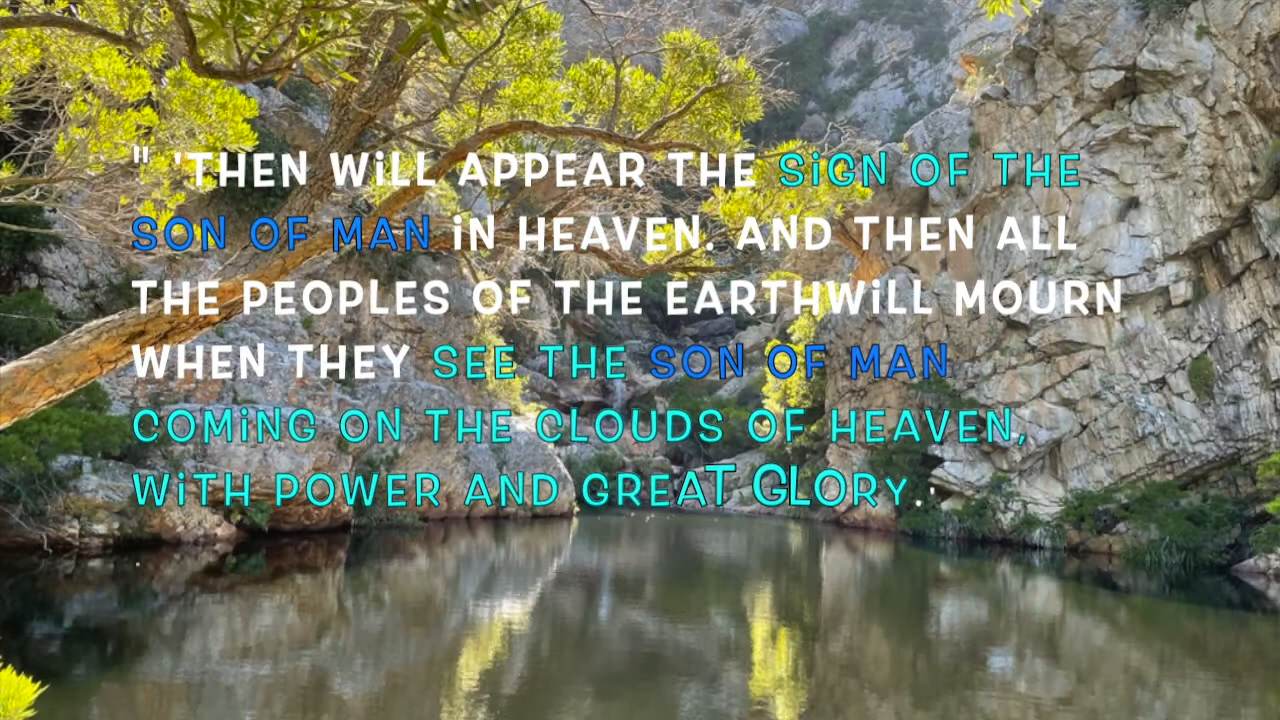 " 'THEN WiLL APPEAR THE SiGN OF THE
SON OF MAN iN HEAVEN. AND THEN ALL
THE PEOPLES OF THE EARTHWiLL MOURN
WHEN THEY SEE THE SON OF MAN
COMiNG ON THE CLOUDS OF HEAVEN,
WiTH POWER AND GREAT GLORY.'